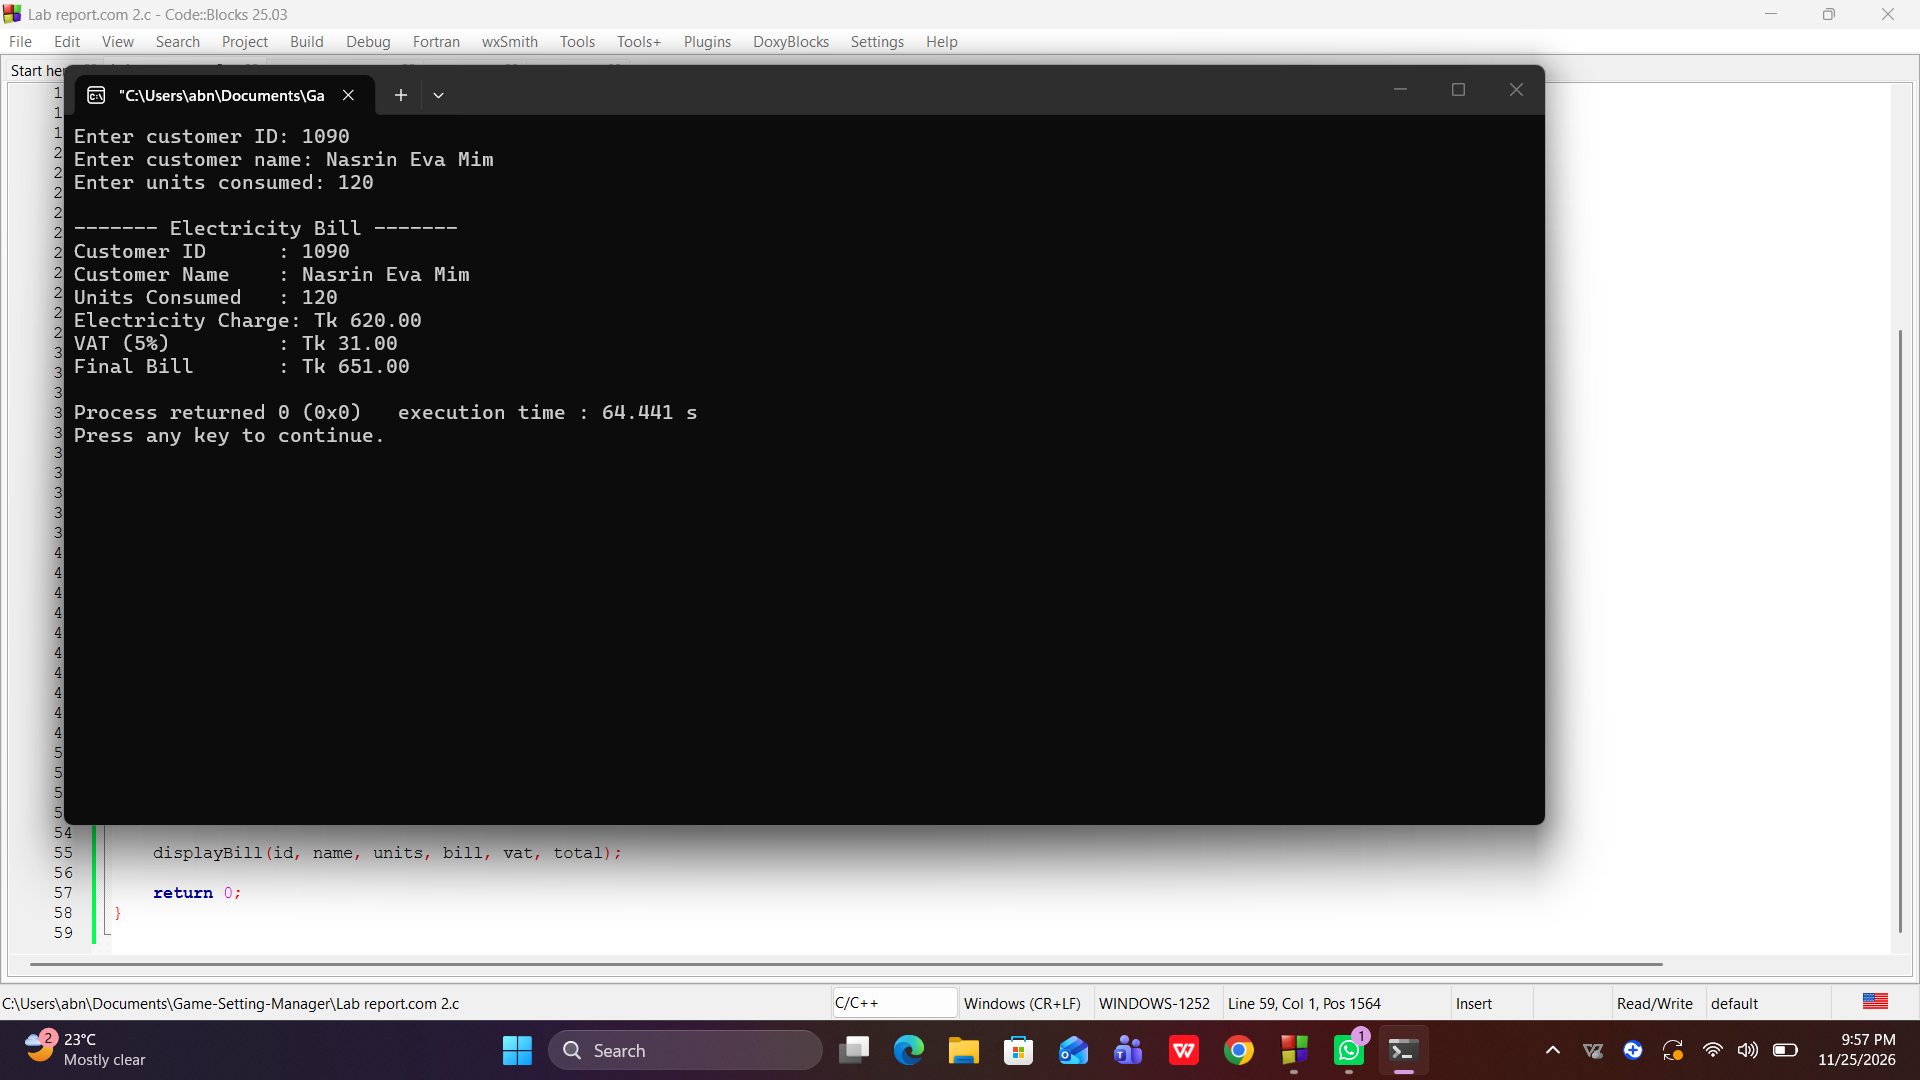 Lab report.com 2.c - Code::Blocks 25.03
File Edit View Search Project Build Debug Fortran wxSmith Tools Tools+ Plugins DoxyBlocks Settings Help
Start her
"C:\Users\abn\Documents\Ga
Enter customer ID: 1090
Enter customer name: Nasrin Eva Mim
Enter units consumed: 120
------- Electricity Bill -------
Customer ID      : 1090
Customer Name    : Nasrin Eva Mim
Units Consumed   : 120
Electricity Charge: Tk 620.00
VAT (5%)         : Tk 31.00
Final Bill       : Tk 651.00
Process returned 0 (0x0)   execution time : 64.441 s
Press any key to continue.
54
55 displayBill(id, name, units, bill, vat, total);
56
57 return 0;
58 }
59
C:\Users\abn\Documents\Game-Setting-Manager\Lab report.com 2.c C/C++ Windows (CR+LF) WINDOWS-1252 Line 59, Col 1, Pos 1564 Insert Read/Write default
2
23°C
Mostly clear
Search
1
9:57 PM
11/25/2026